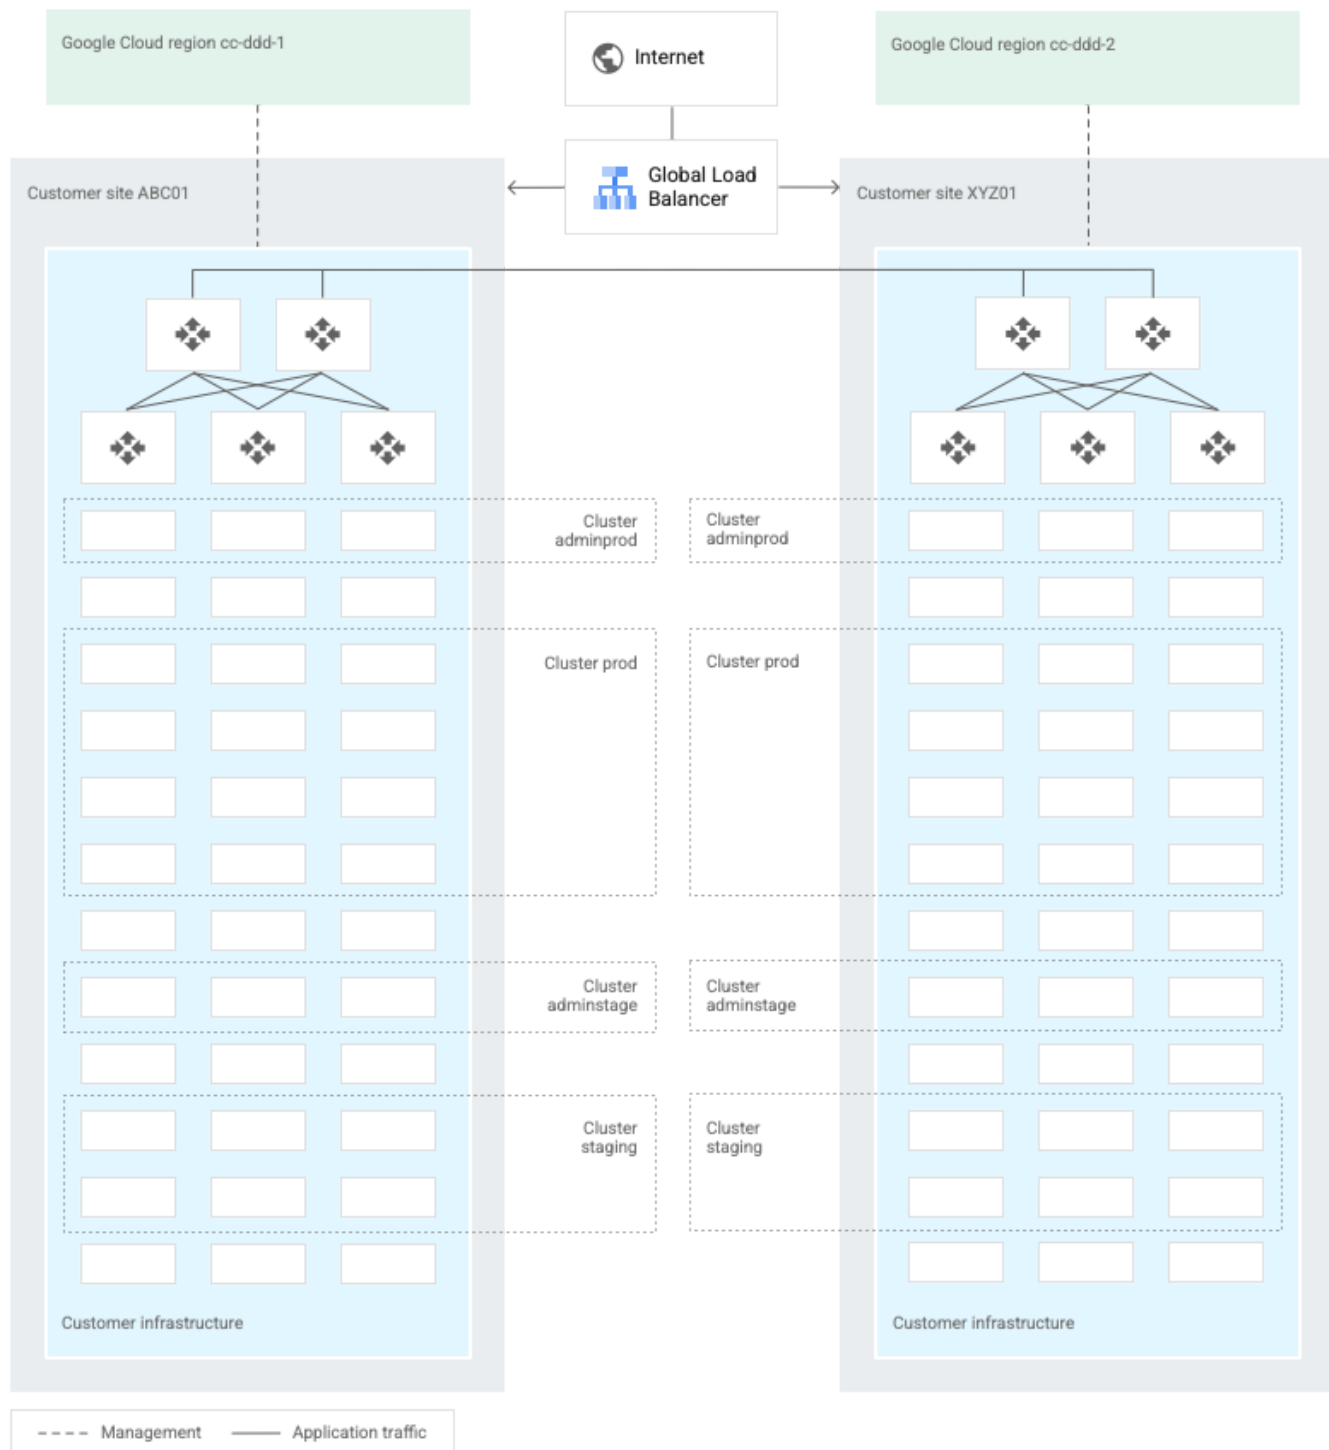 Google Cloud region cc-ddd-1
Internet
Google Cloud region cc-ddd-2
Global Load
Balancer
Customer site ABC01
Customer site XYZ01
Cluster
adminprod
Cluster
adminprod
Cluster prod
Cluster prod
Cluster
adminstage
Cluster
adminstage
Cluster
staging
Cluster
staging
Customer infrastructure
Customer infrastructure
Management
Application traffic